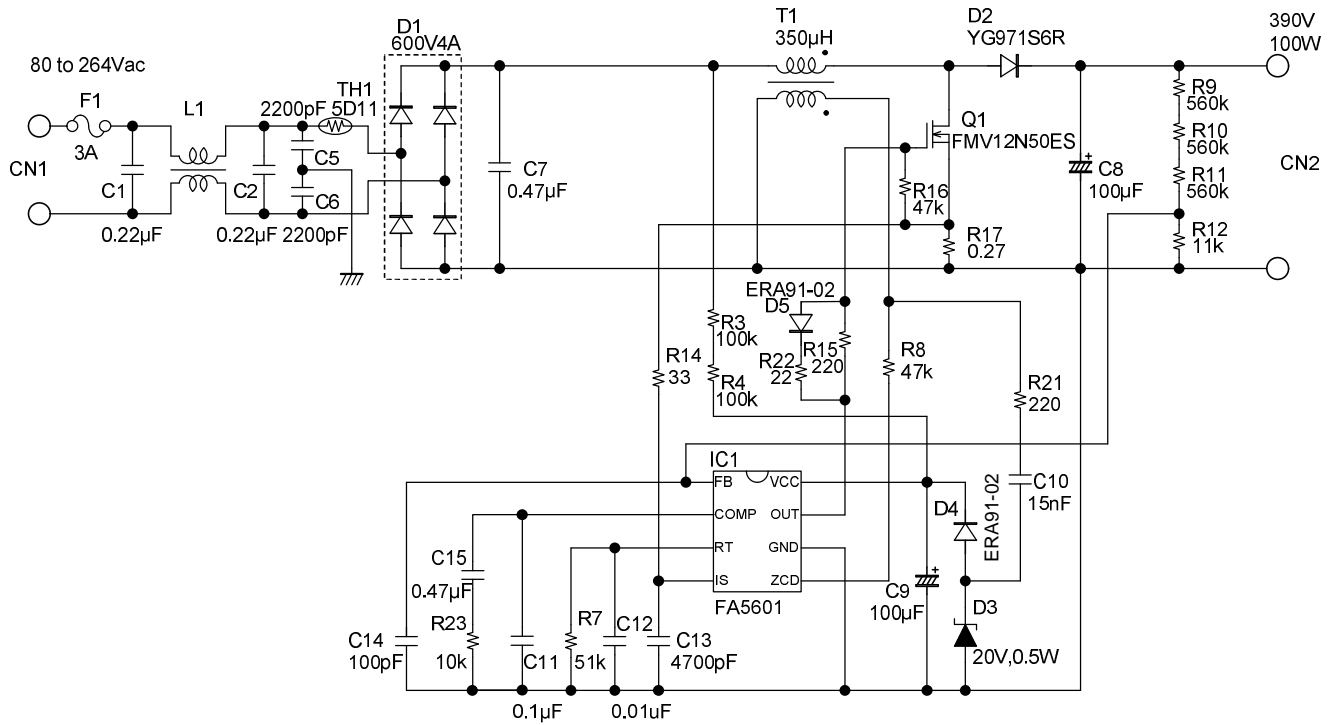 80 to 264Vac
F1
3A
CN1
C1
0.22μF
L1
C2
0.22μF
2200pF
C5
C6
2200pF
TH1
5D11
D1
600V4A
C7
0.47μF
T1
350μH
D2
YG971S6R
390V
100W
Q1
FMV12N50ES
R16
47k
R17
0.27
C8
+
100μF
R9
560k
R10
560k
R11
560k
R12
11k
CN2
R3
100k
R4
100k
R14
33
ERA91-02
D5
R22
22
R15
220
R8
47k
R21
220
C10
15nF
IC1
FB
VCC
COMP
OUT
RT
GND
IS
ZCD
FA5601
D4
ERA91-02
C9
+
100μF
D3
20V,0.5W
C15
0.47μF
R23
10k
C14
100pF
C11
0.1μF
R7
51k
C12
0.01uF
C13
4700pF